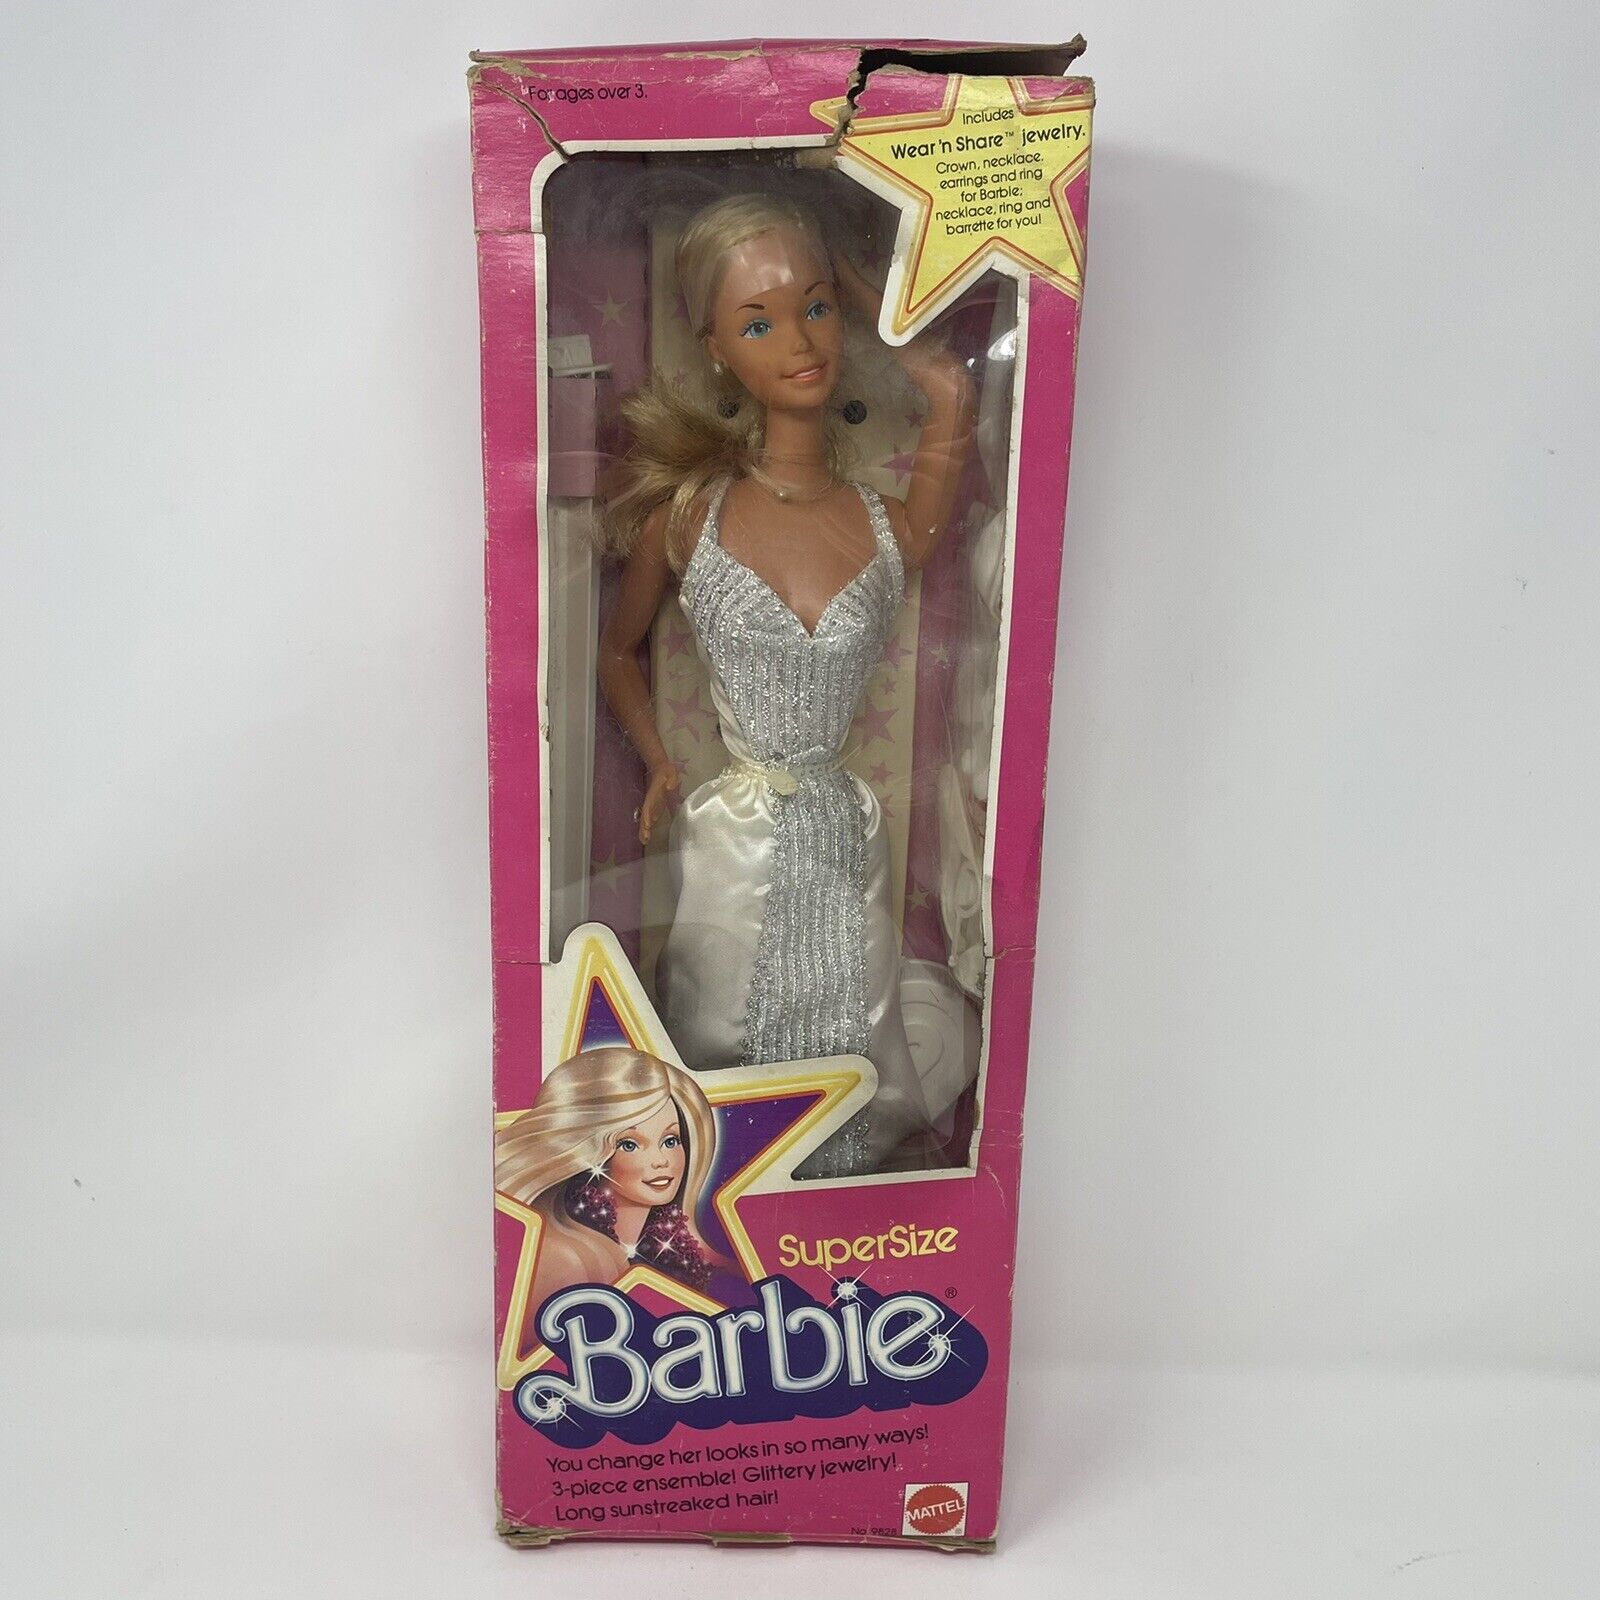 For ages over 3.
Includes
Wear 'n Share™ jewelry.
Crown, necklace,
earrings and ring
for Barbie;
necklace, ring and
barrette for you!
SuperSize
Barbie®
You change her looks in so many ways!
3-piece ensemble! Glittery jewelry!
Long sunstreaked hair!
No. 9828
MATTEL